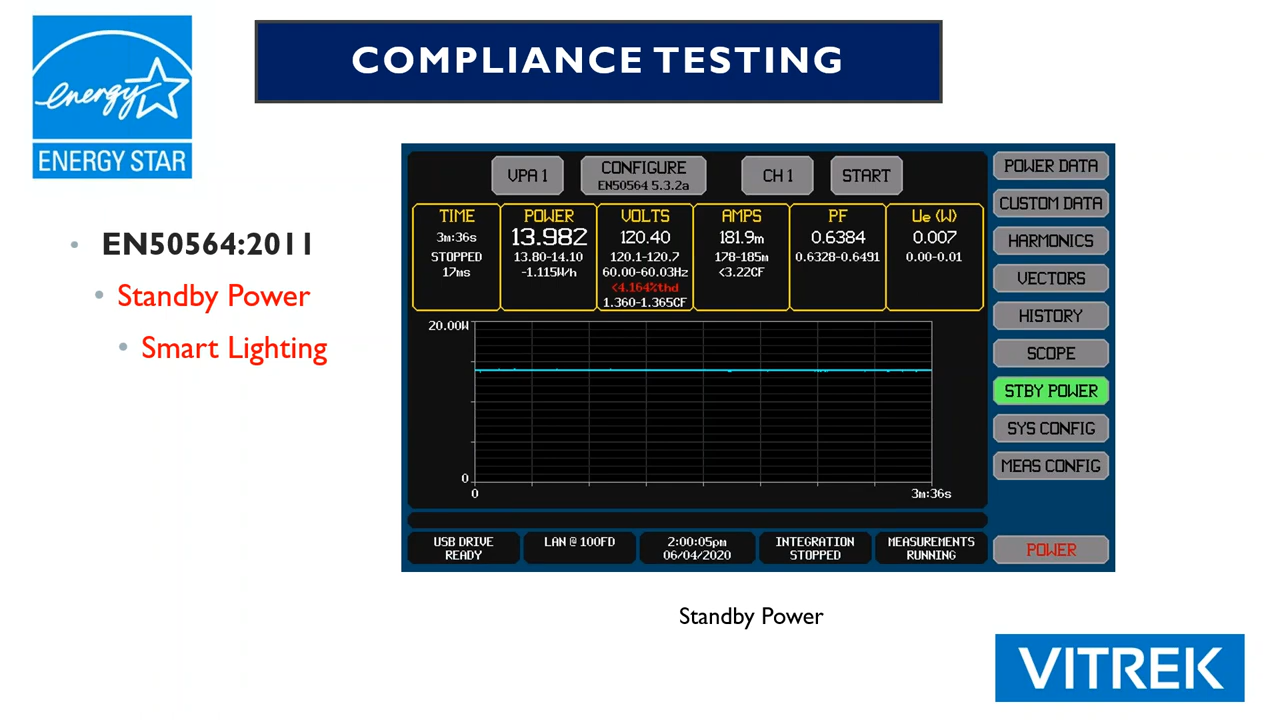 energy
ENERGY STAR
COMPLIANCE TESTING
• EN50564:2011
• Standby Power
• Smart Lighting
VPA 1
CONFIGURE
EN50564 5.3.2a
CH 1
START
TIME
3m:36s
STOPPED
17ms
POWER
13.982
13.80-14.10
-1.115W/h
VOLTS
120.40
120.1-120.7
60.00-60.03Hz
<4.164%thd
1.360-1.365CF
AMPS
181.9m
178-185m
<3.22CF
PF
0.6384
0.6328-0.6491
Ue (W)
0.007
0.00-0.01
20.00W
0
0
3m:36s
POWER DATA
CUSTOM DATA
HARMONICS
VECTORS
HISTORY
SCOPE
STBY POWER
SYS CONFIG
MEAS CONFIG
POWER
USB DRIVE
READY
LAN @ 100FD
2:00:05pm
06/04/2020
INTEGRATION
STOPPED
MEASUREMENTS
RUNNING
Standby Power
VITREK